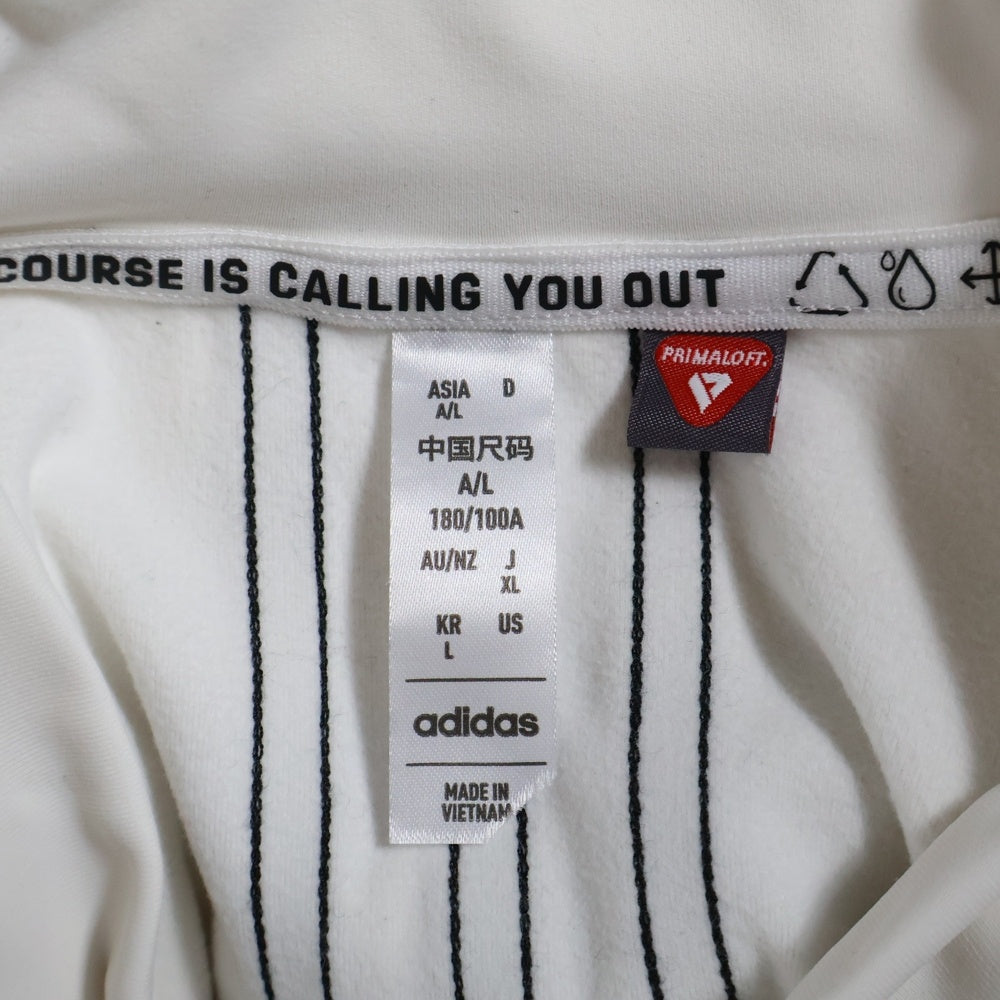 COURSE IS CALLING YOU OUT
PRIMALOFT.
ASIA D
A/L
中国尺码
A/L
180/100A
AU/NZ J
XL
KR US
L
adidas
MADE IN
VIETNAM